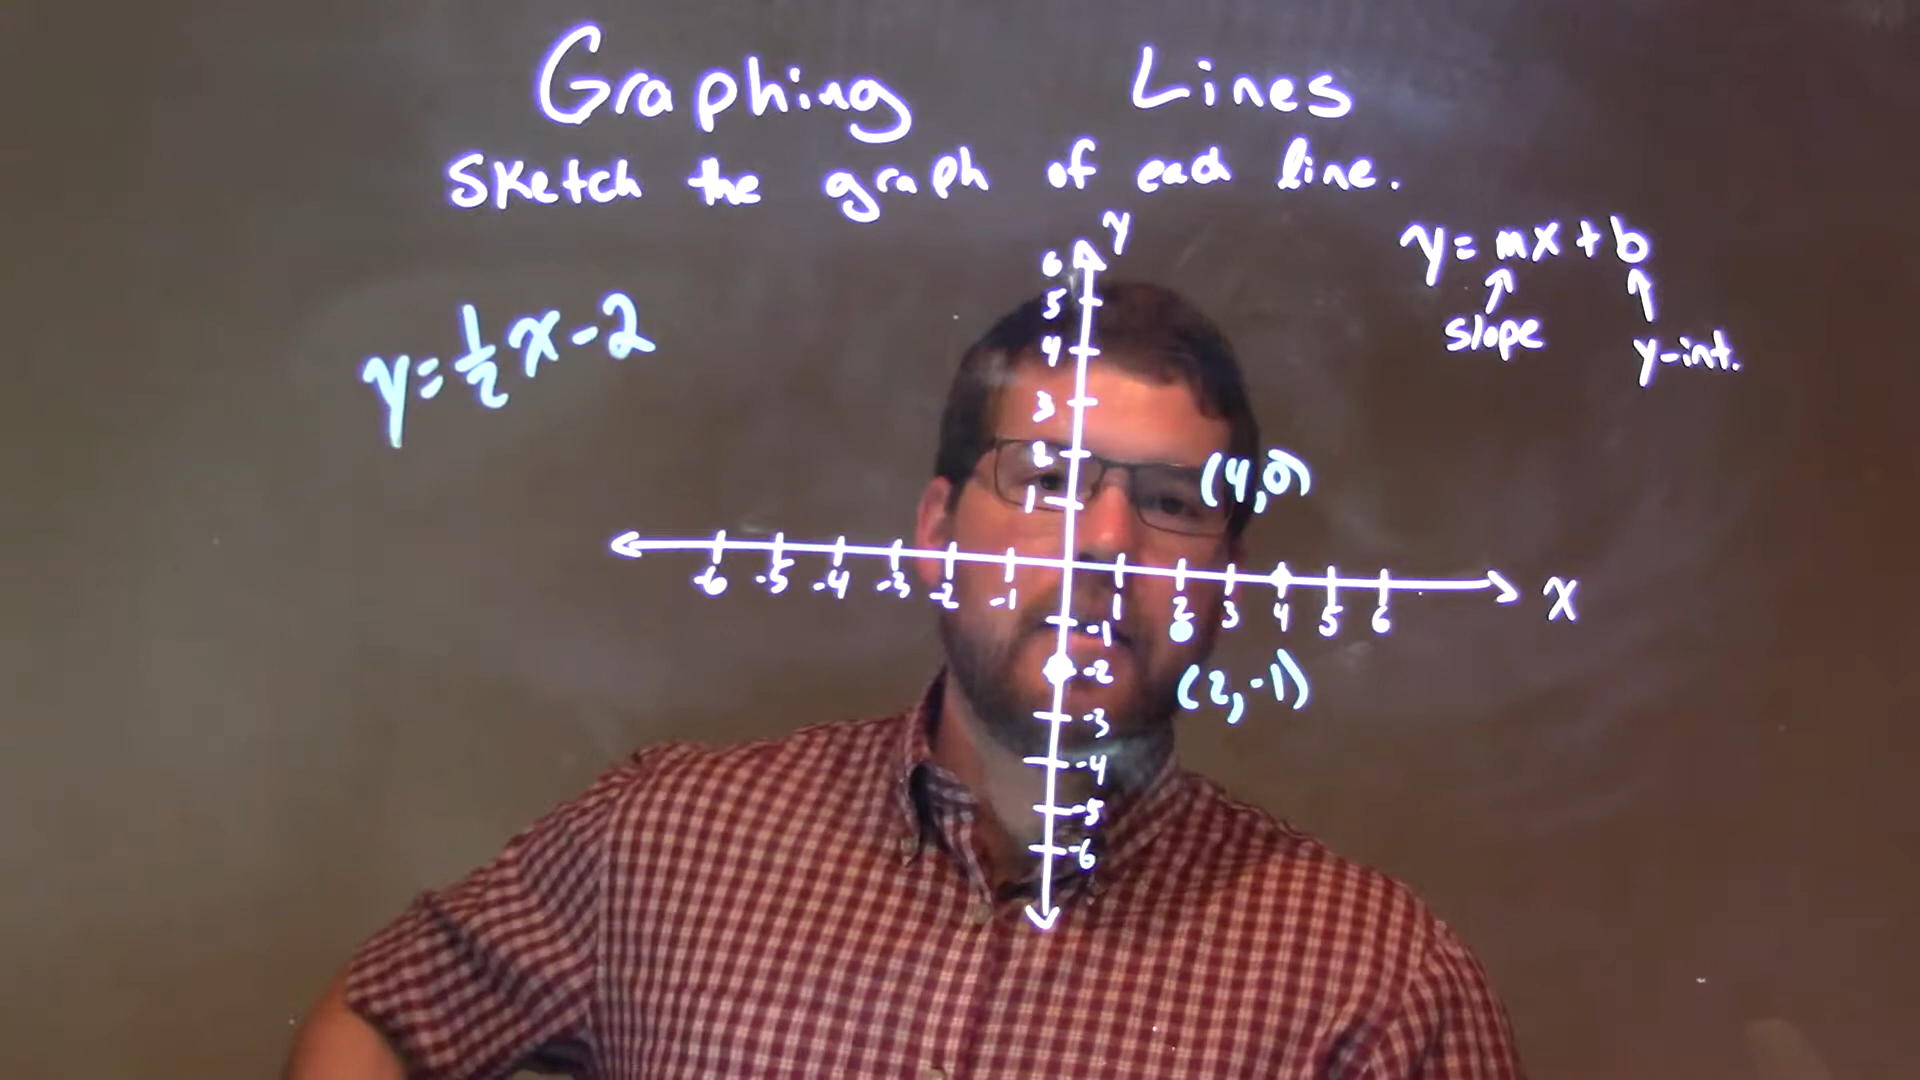 Graphing Lines
Sketch the graph of each line.
y = mx + b
slope
y-int.
y = 1/2 x - 2
y
6
5
4
3
2
1
(4,0)
-6 -5 -4 -3 -2 -1 1 2 3 4 5 6 x
-1
-2
(2,-1)
-3
-4
-5
-6